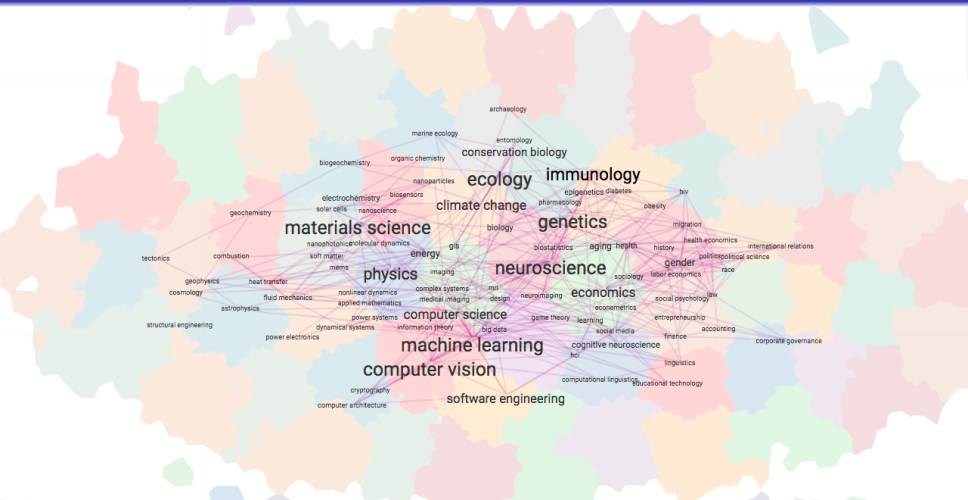 archaeology
marine ecology
entomology
conservation biology
organic chemistry
biogeochemistry
immunology
ecology
nanoparticles
epigenetics
diabetes
hiv
biosensors
electrochemistry
pharmacology
climate change
obesity
solar cells
nanoscience
geochemistry
genetics
migration
materials science
biology
health economics
nanophotonics
molecular dynamics
gis
biostatistics
aging
health
history
international relations
energy
soft matter
combustion
tectonics
politics
political science
gender
mems
neuroscience
race
physics
imaging
labor economics
sociology
geophysics
heat transfer
complex systems
mri
cosmology
nonlinear dynamics
economics
law
neuroimaging
fluid mechanics
medical imaging
design
social psychology
applied mathematics
astrophysics
econometrics
computer science
power systems
game theory
learning
entrepreneurship
structural engineering
dynamical systems
information theory
big data
social media
accounting
power electronics
finance
corporate governance
machine learning
cognitive neuroscience
hci
linguistics
computer vision
computational linguistics
educational technology
cryptography
software engineering
computer architecture